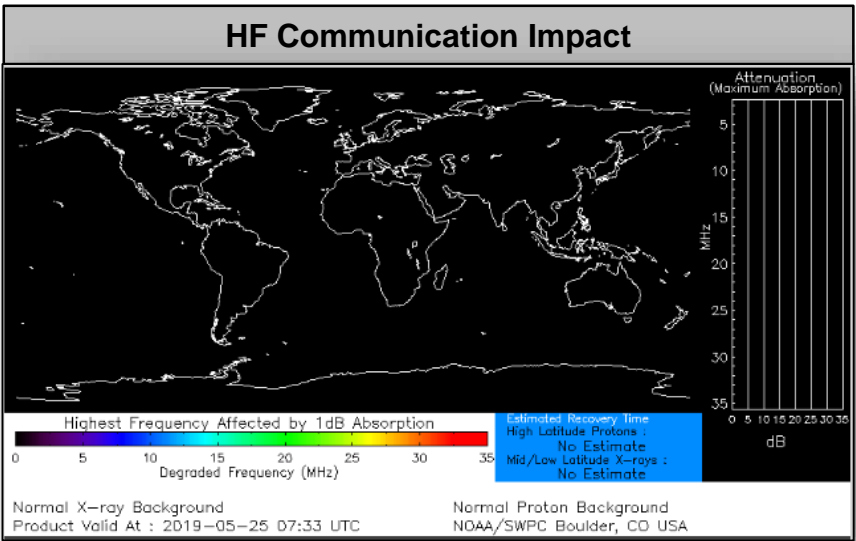 HF Communication Impact
Attenuation
(Maximum Absorption)
5
10
15
20
25
30
35
MHz
0 5 10 15 20 25 30 35
dB
Highest Frequency Affected by 1dB Absorption
0 5 10 15 20 25 30 35
Degraded Frequency (MHz)
Estimated Recovery Time
High Latitude Protons :
No Estimate
Mid/Low Latitude X-rays :
No Estimate
Normal X-ray Background
Normal Proton Background
Product Valid At : 2019-05-25 07:33 UTC
NOAA/SWPC Boulder, CO USA